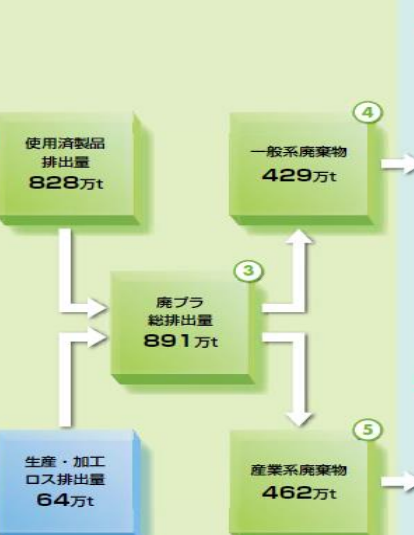 使用済製品
排出量
828万t
④
一般系廃棄物
429万t
③
廃プラ
総排出量
891万t
生産・加工
ロス排出量
64万t
⑤
産業系廃棄物
462万t